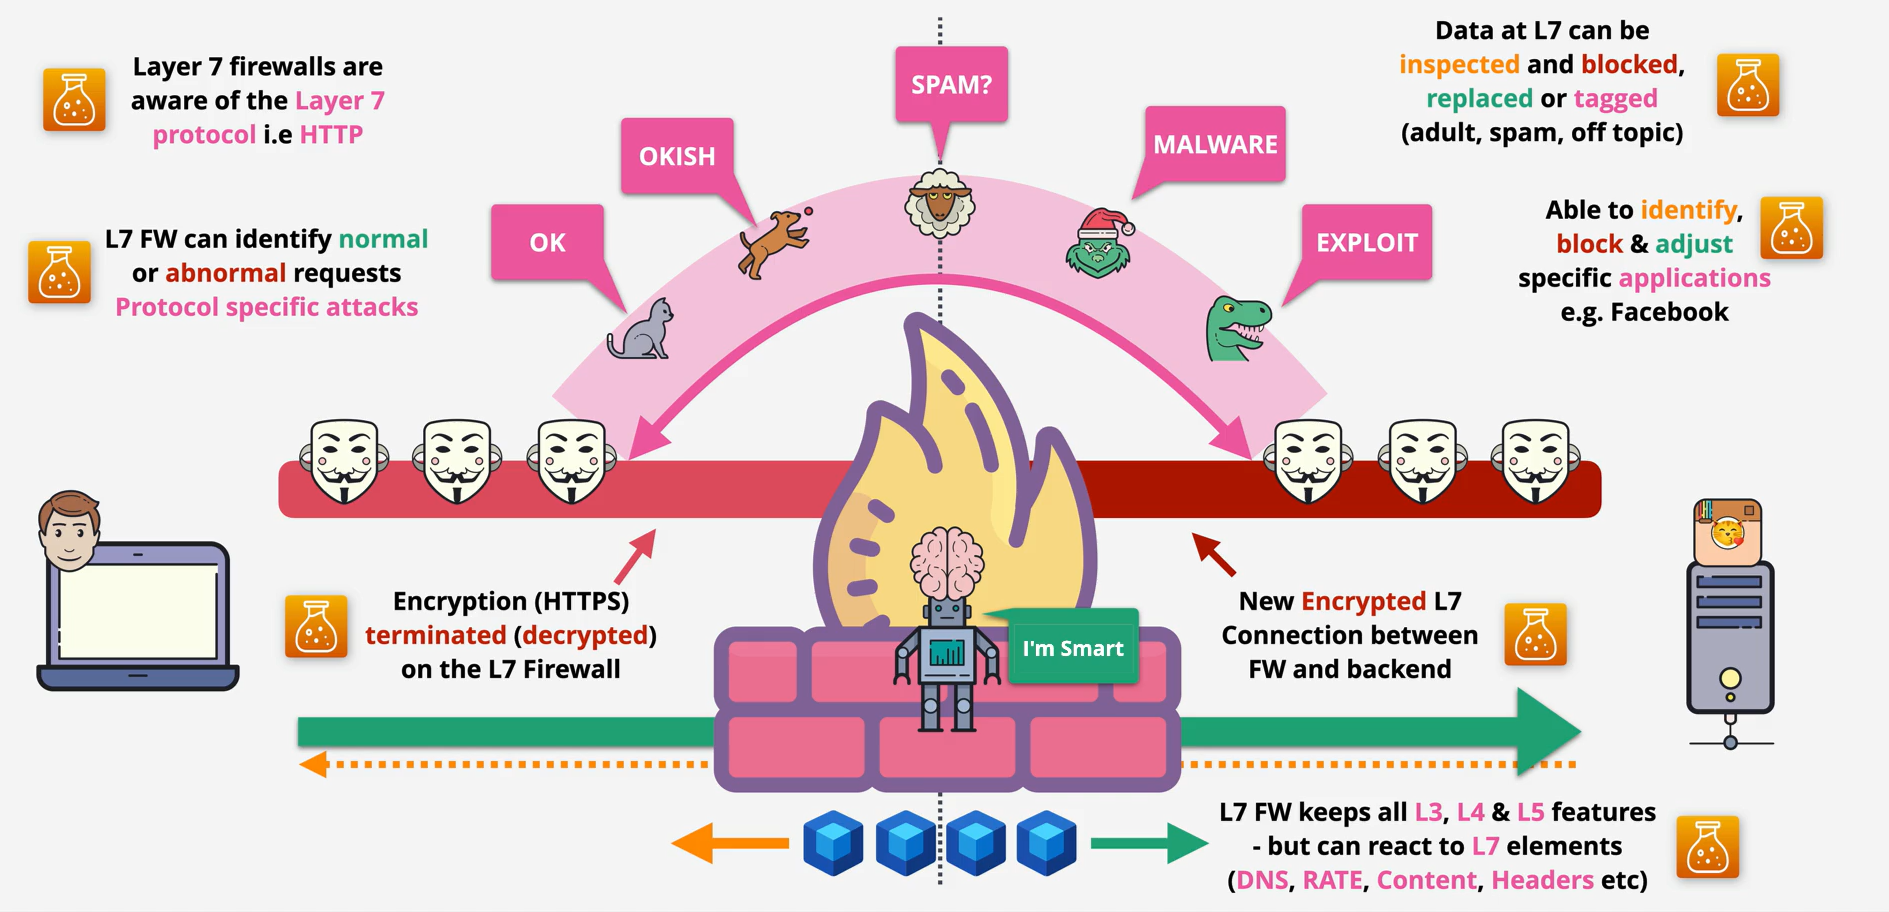 Layer 7 firewalls are
aware of the Layer 7
protocol i.e HTTP
L7 FW can identify normal
or abnormal requests
Protocol specific attacks
OK
OKISH
SPAM?
MALWARE
EXPLOIT
Data at L7 can be
inspected and blocked,
replaced or tagged
(adult, spam, off topic)
Able to identify,
block & adjust
specific applications
e.g. Facebook
Encryption (HTTPS)
terminated (decrypted)
on the L7 Firewall
I'm Smart
New Encrypted L7
Connection between
FW and backend
L7 FW keeps all L3, L4 & L5 features
- but can react to L7 elements
(DNS, RATE, Content, Headers etc)